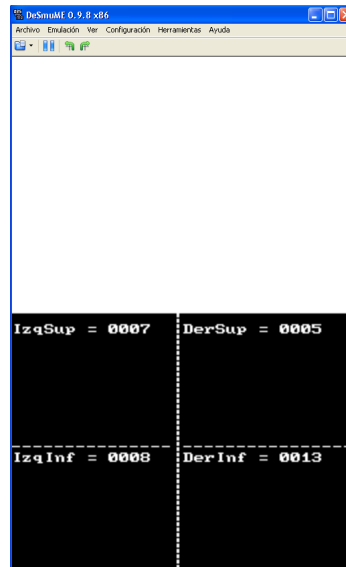 DeSmuME 0.9.8 x86
Archivo Emulación Ver Configuración Herramientas Ayuda
IzqSup = 0007 DerSup = 0005
IzqInf = 0008 DerInf = 0013